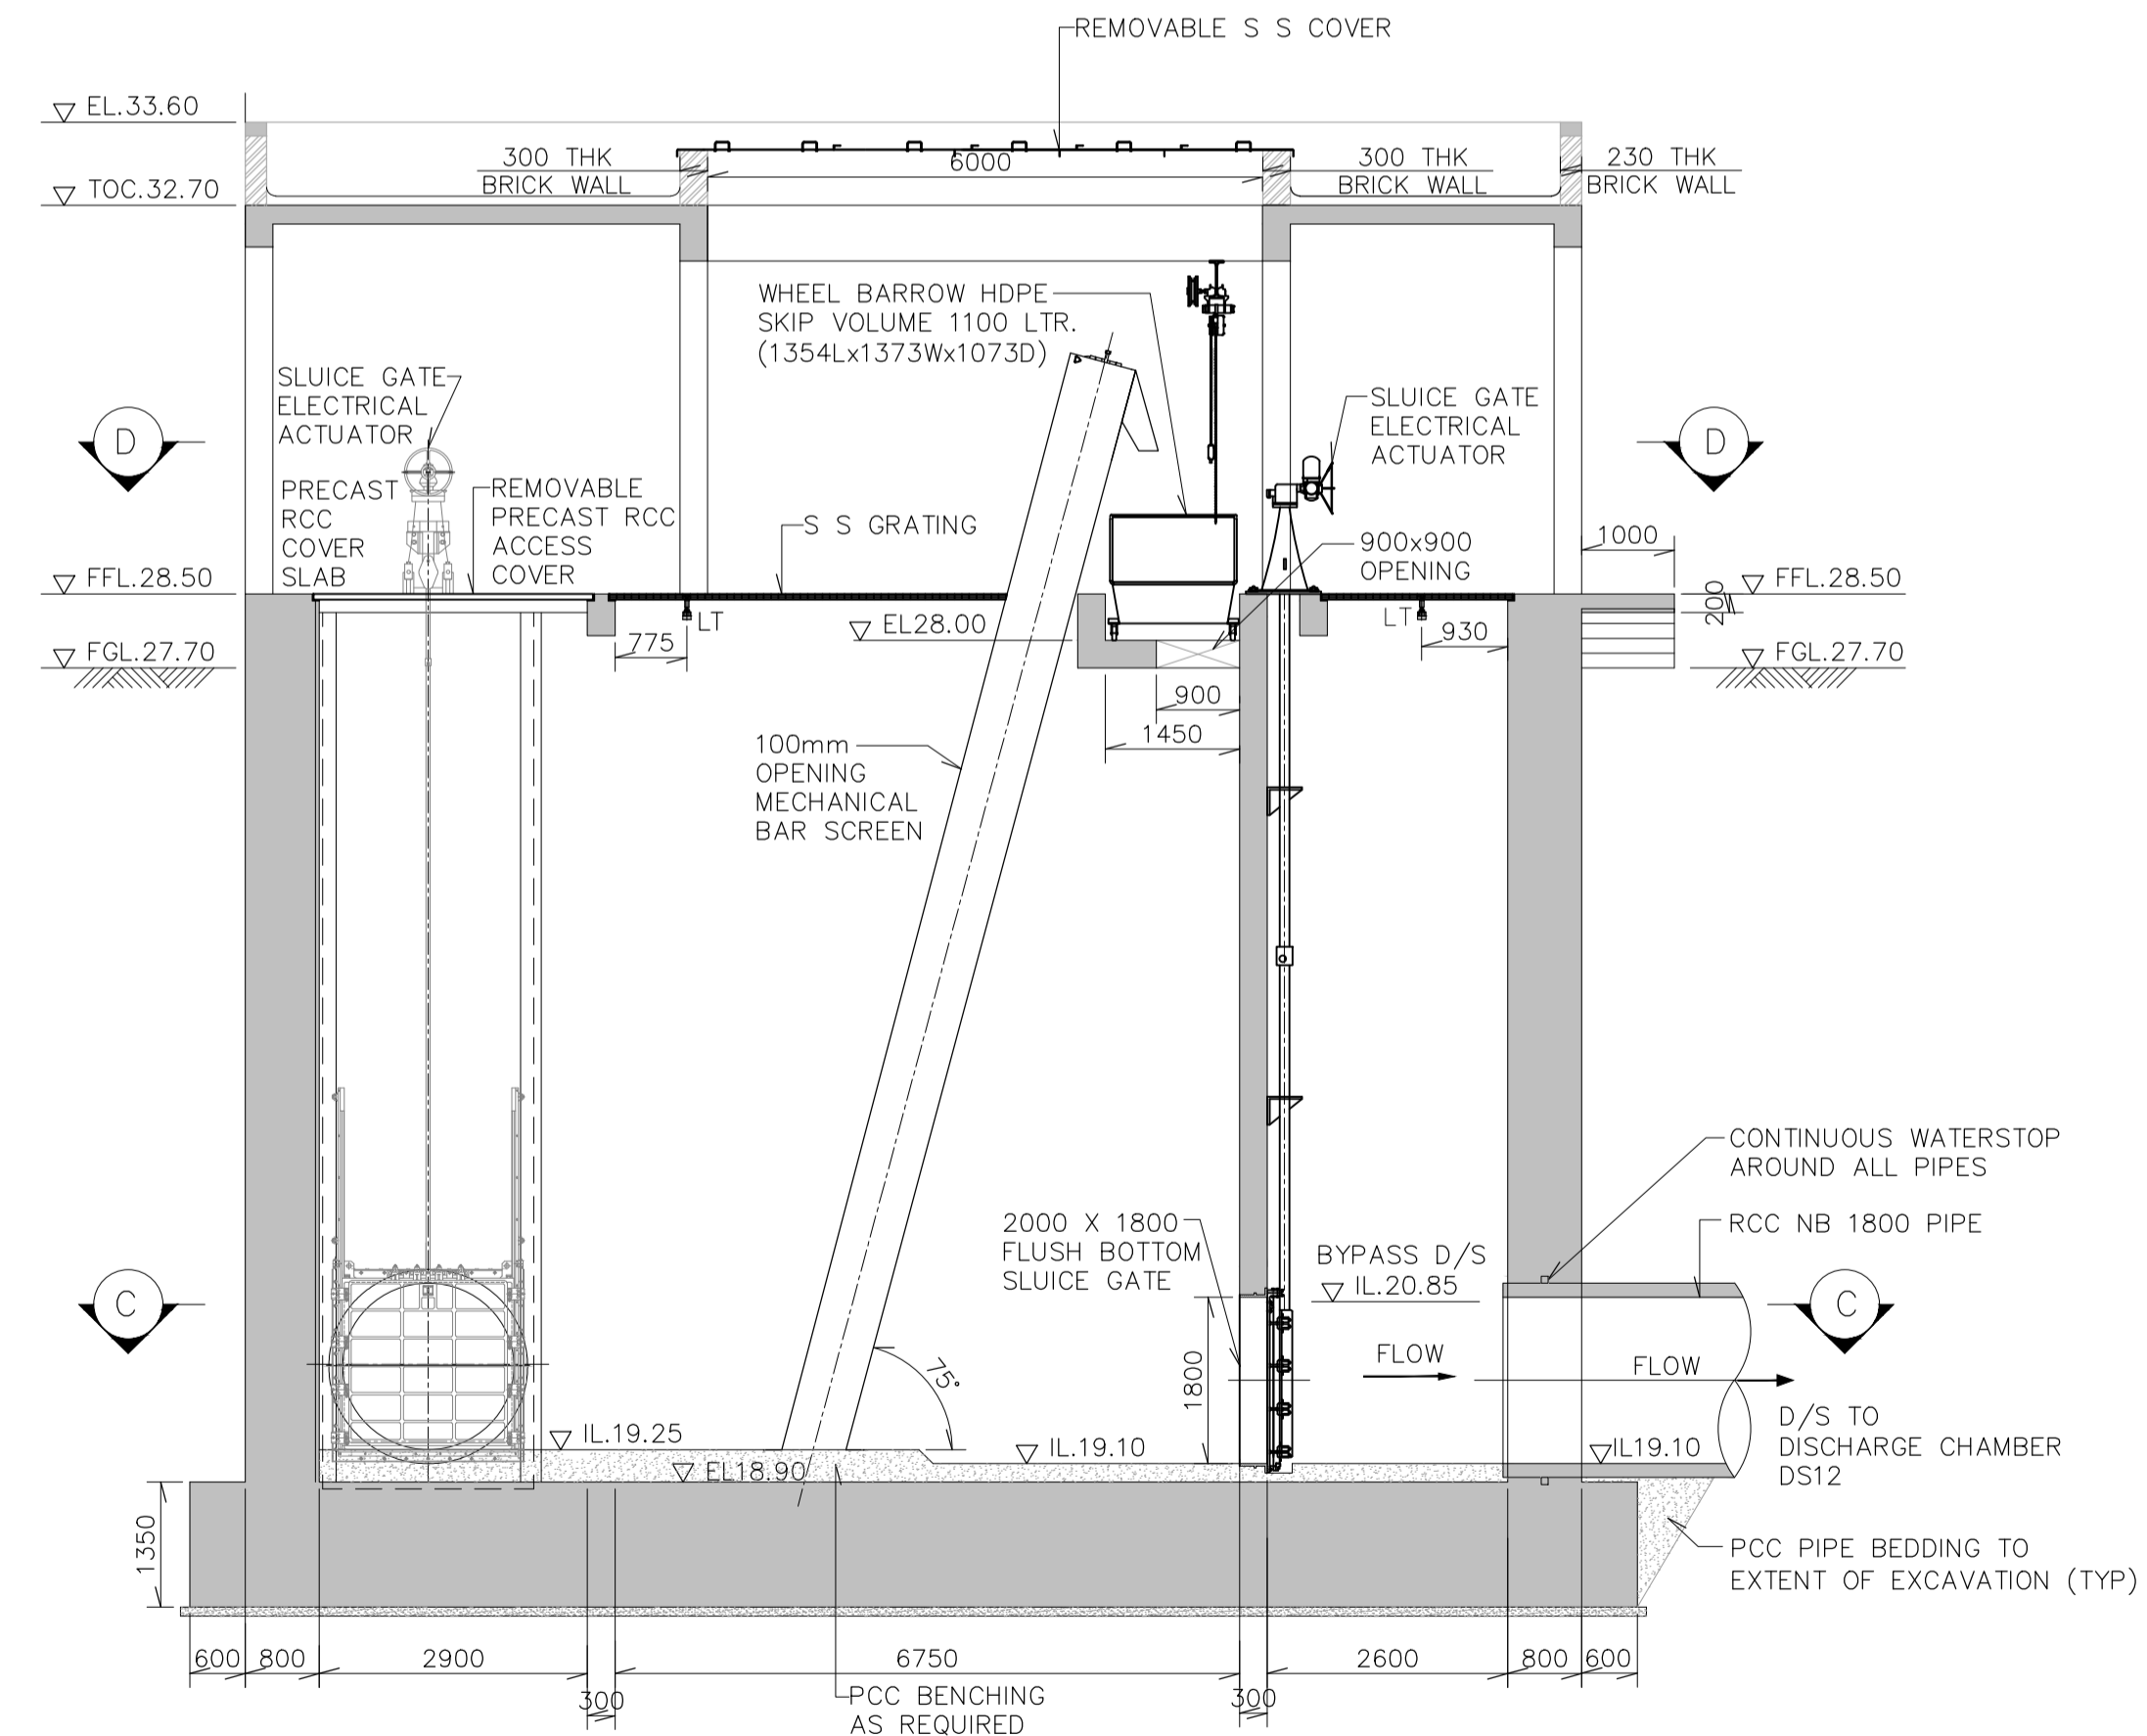 REMOVABLE S S COVER
EL.33.60
300 THK
BRICK WALL
6000
300 THK
BRICK WALL
230 THK
BRICK WALL
TOC.32.70
WHEEL BARROW HDPE
SKIP VOLUME 1100 LTR.
(1354Lx1373Wx1073D)
SLUICE GATE
ELECTRICAL
ACTUATOR
SLUICE GATE
ELECTRICAL
ACTUATOR
D
D
PRECAST
RCC
COVER
SLAB
REMOVABLE
PRECAST RCC
ACCESS
COVER
S S GRATING
900x900
OPENING
1000
FFL.28.50
FFL.28.50
200
LT
LT
EL28.00
775
930
FGL.27.70
FGL.27.70
900
1450
100mm
OPENING
MECHANICAL
BAR SCREEN
CONTINUOUS WATERSTOP
AROUND ALL PIPES
2000 X 1800
FLUSH BOTTOM
SLUICE GATE
RCC NB 1800 PIPE
BYPASS D/S
IL.20.85
C
C
FLOW
FLOW
1800
75°
D/S TO
DISCHARGE CHAMBER
DS12
IL.19.25
IL.19.10
IL19.10
EL18.90
1350
PCC PIPE BEDDING TO
EXTENT OF EXCAVATION (TYP)
600
800
2900
300
6750
300
2600
800
600
PCC BENCHING
AS REQUIRED